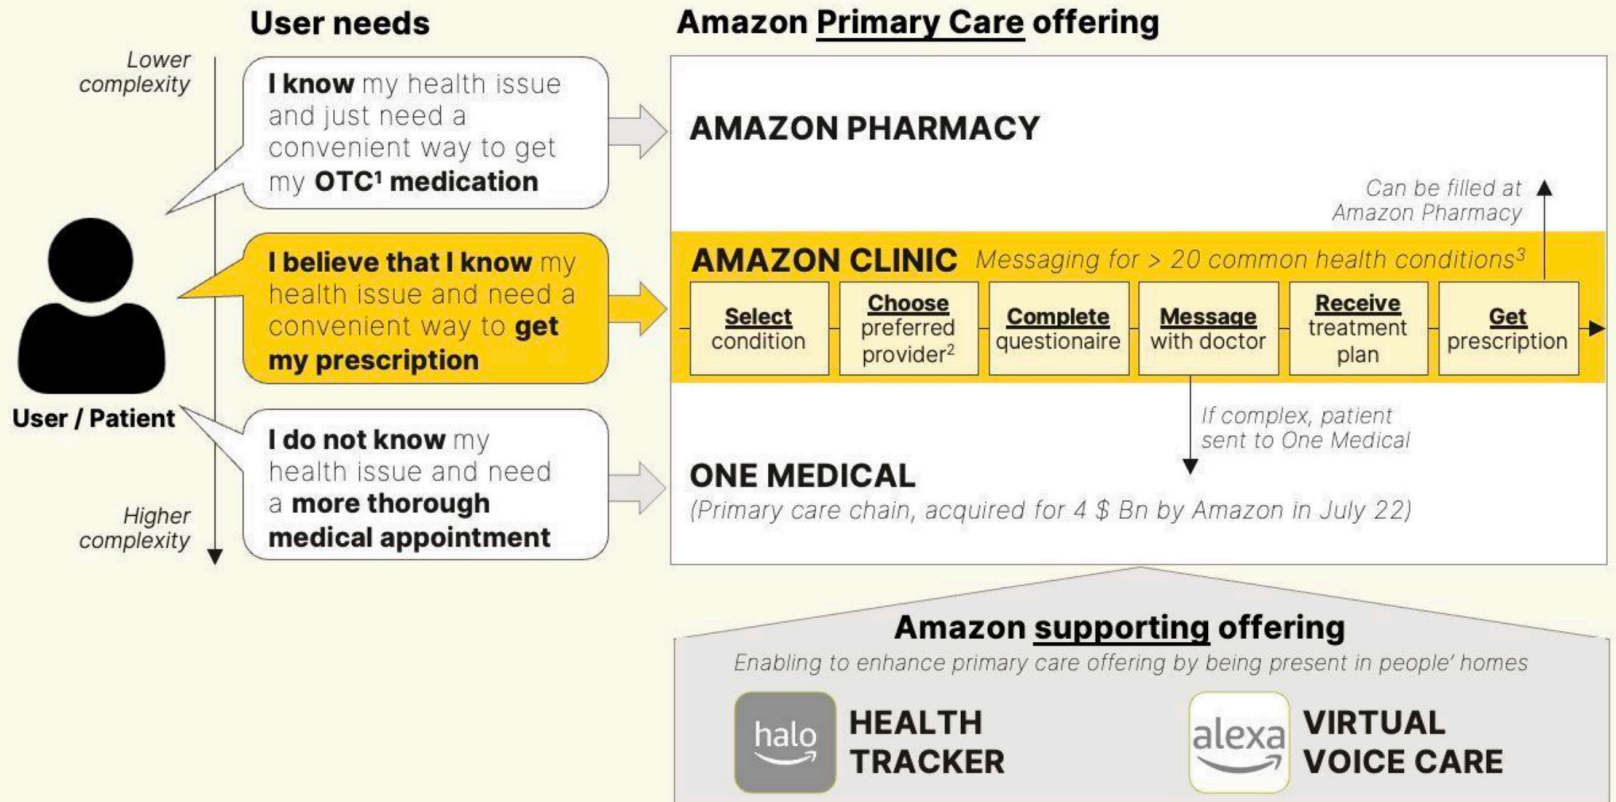 User needs
Amazon Primary Care offering
Lower
complexity
I know my health issue
and just need a
convenient way to get
my OTC¹ medication
AMAZON PHARMACY
Can be filled at
Amazon Pharmacy
I believe that I know my
health issue and need a
convenient way to get
my prescription
AMAZON CLINIC Messaging for > 20 common health conditions³
Select
condition
Choose
preferred
provider²
Complete
questionaire
Message
with doctor
Receive
treatment
plan
Get
prescription
User / Patient
If complex, patient
sent to One Medical
I do not know my
health issue and need
a more thorough
medical appointment
ONE MEDICAL
(Primary care chain, acquired for 4 $ Bn by Amazon in July 22)
Higher
complexity
Amazon supporting offering
Enabling to enhance primary care offering by being present in people' homes
halo
HEALTH
TRACKER
alexa
VIRTUAL
VOICE CARE